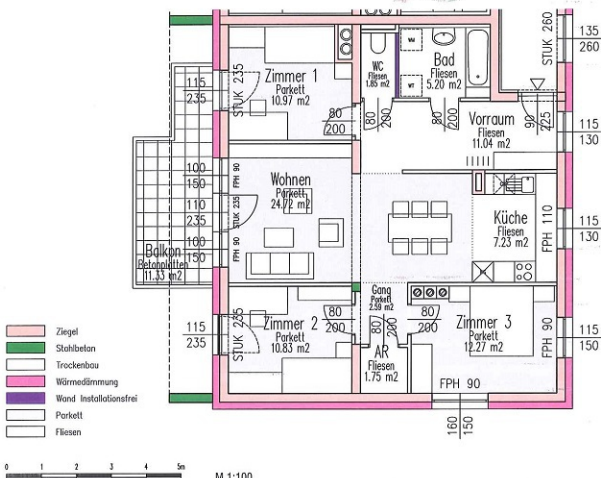 STUK 260
135
260
Zimmer 1
Parkett
10.97 m2
115
235
STUK 235
80
200
WC
Fliesen
1.85 m2
80
200
WM
WT
Bad
Fliesen
5.20 m2
80
200
Vorraum
Fliesen
11.04 m2
90
225
115
130
100
150
FPH 90
Wohnen
Parkett
24.72 m2
110
235
STUK 235
100
150
FPH 90
Küche
Fliesen
7.23 m2
FPH 110
115
130
Balkon
Betonplatten
11.33 m2
Gang
Parkett
2.59 m2
115
235
STUK 235
Zimmer 2
Parkett
10.83 m2
80
200
80
200
80
200
AR
Fliesen
1.75 m2
Zimmer 3
Parkett
12.27 m2
FPH 90
115
150
FPH 90
160
150
Ziegel
Stahlbeton
Trockenbau
Wärmedämmung
Wand Installationsfrei
Parkett
Fliesen
0 1 2 3 4 5m
M 1:100